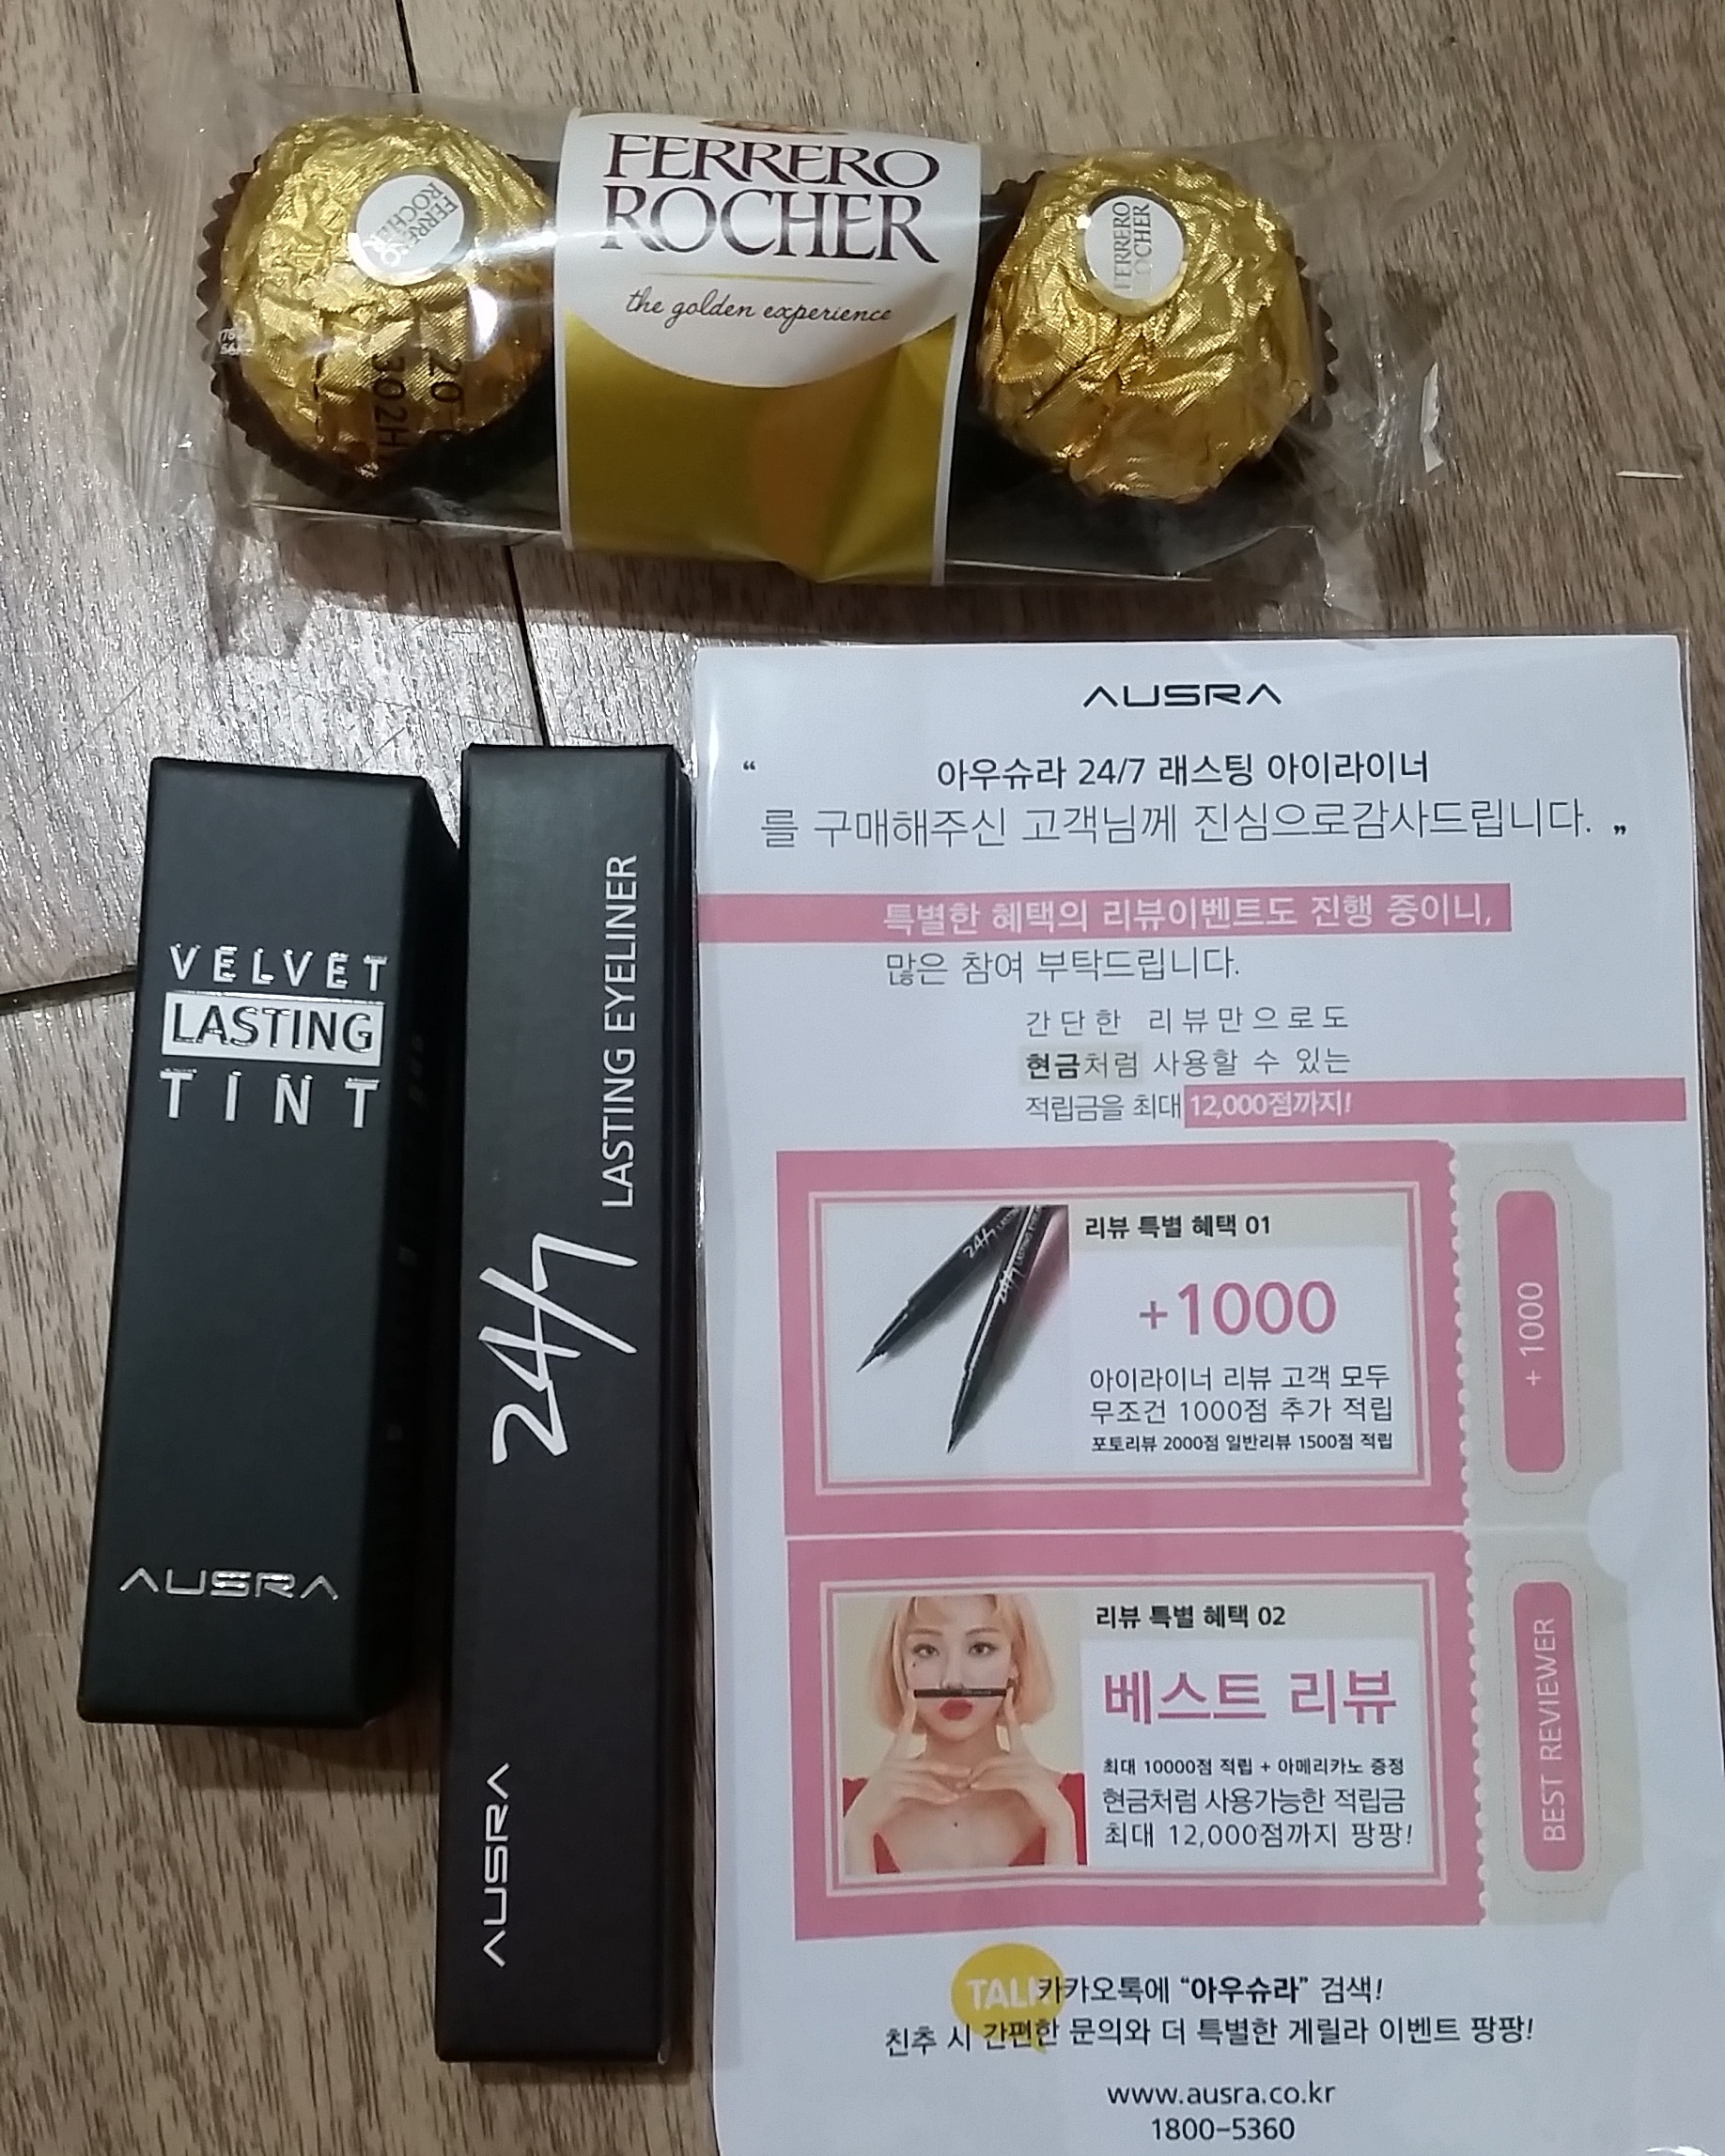 FERRERO
ROCHER
the golden experience
FERRERO
ROCHER
20
302H
FERRERO
ROCHER
VELVET
LASTING
TINT
AUSRA
24/7 LASTING EYELINER
AUSRA
AUSRA
“ 아우슈라 24/7 래스팅 아이라이너
를 구매해주신 고객님께 진심으로감사드립니다. ”
특별한 혜택의 리뷰이벤트도 진행 중이니,
많은 참여 부탁드립니다.
간단한 리뷰만으로도
현금처럼 사용할 수 있는
적립금을 최대 12,000점까지!
리뷰 특별 혜택 01
+1000
아이라이너 리뷰 고객 모두
무조건 1000점 추가 적립
포토리뷰 2000점 일반리뷰 1500점 적립
+ 1000
리뷰 특별 혜택 02
베스트 리뷰
최대 10000점 적립 + 아메리카노 증정
현금처럼 사용가능한 적립금
최대 12,000점까지 팡팡!
BEST REVIEWER
TALK
카카오톡에 “아우슈라” 검색!
친추 시 간편한 문의와 더 특별한 게릴라 이벤트 팡팡!
www.ausra.co.kr
1800-5360